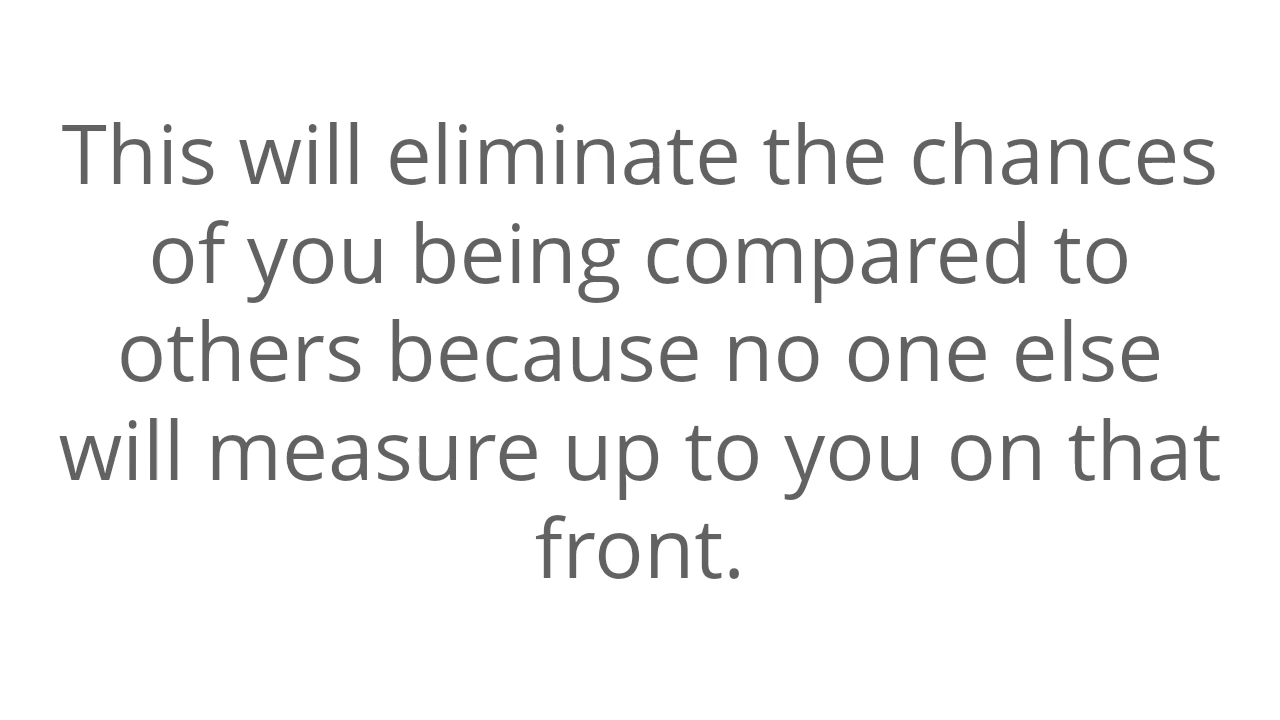 This will eliminate the chances
of you being compared to
others because no one else
will measure up to you on that
front.